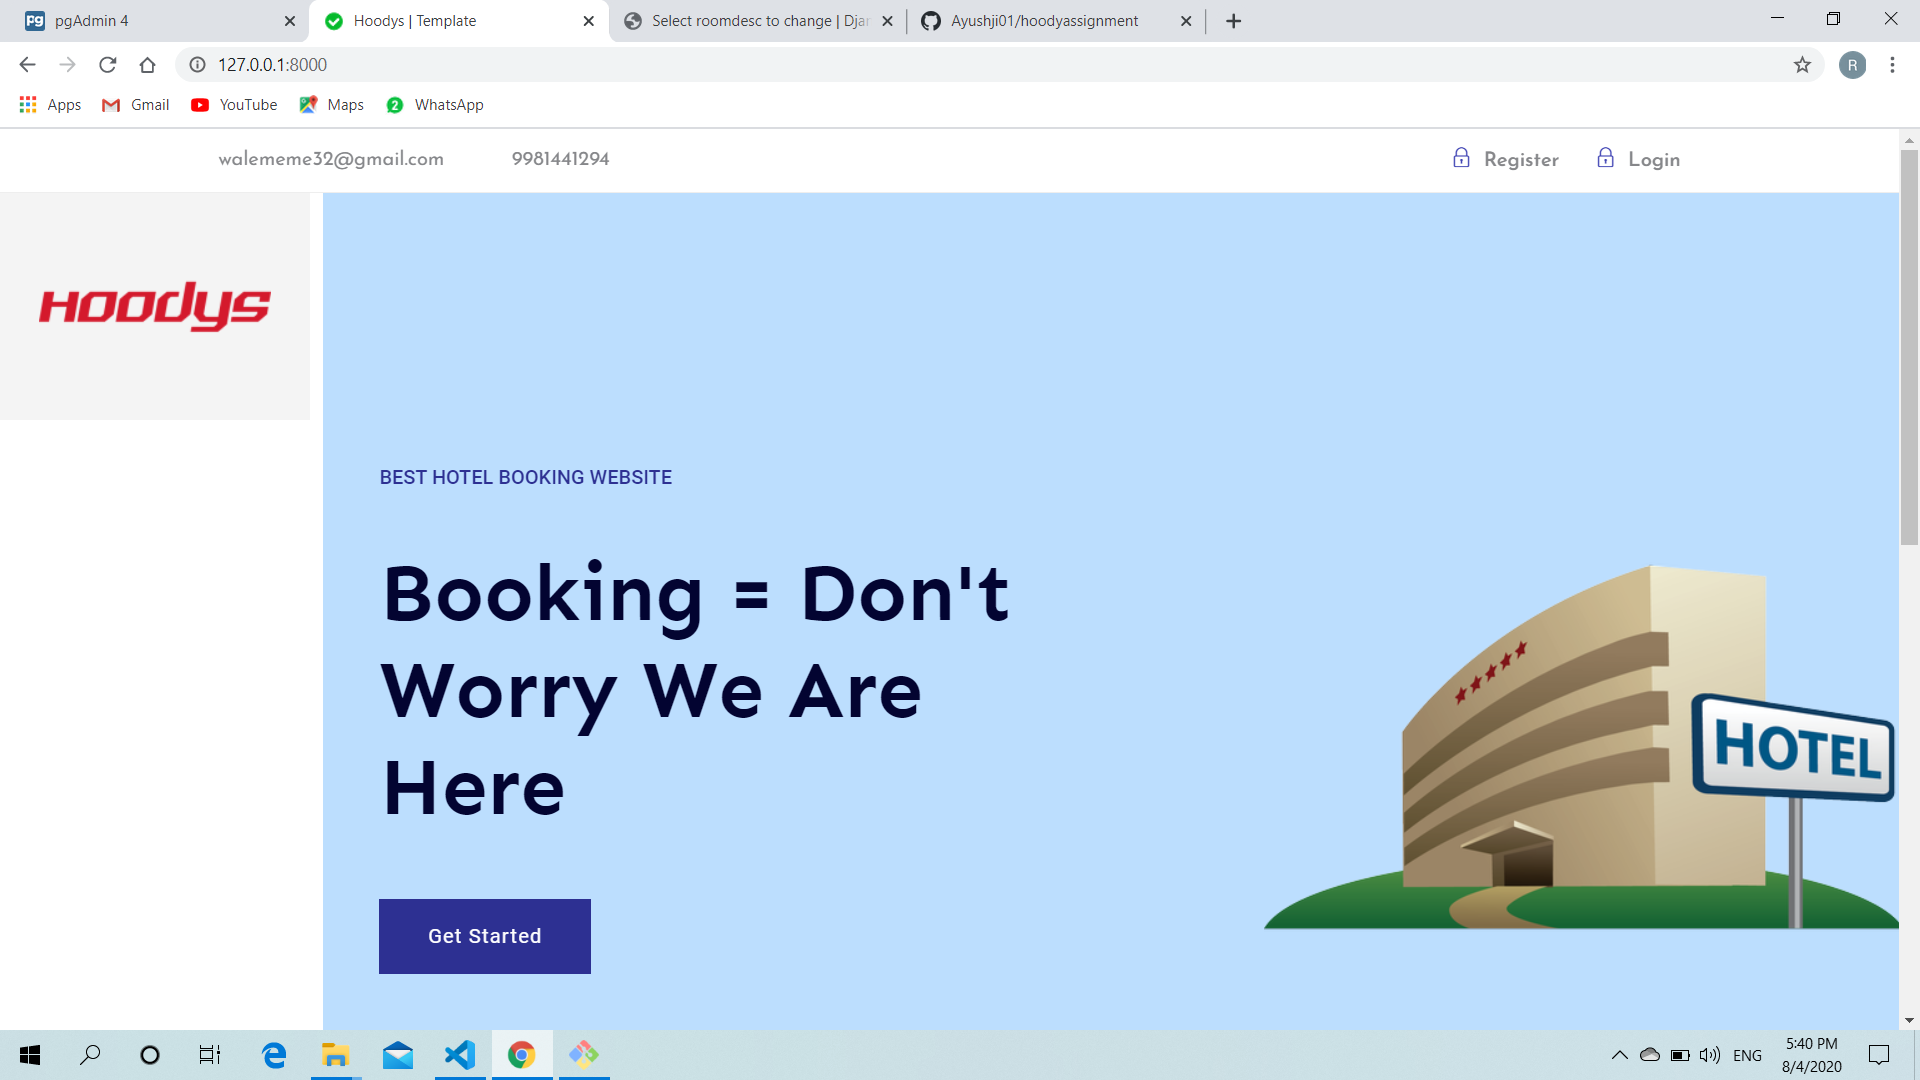 pgAdmin 4
Hoodys | Template
Select roomdesc to change | Djan
Ayushji01/hoodyassignment
127.0.0.1:8000
R
Apps
Gmail
YouTube
Maps
2
WhatsApp
walememe32@gmail.com
9981441294
Register
Login
HOODYS
BEST HOTEL BOOKING WEBSITE
Booking = Don't
Worry We Are
Here
HOTEL
Get Started
ENG
5:40 PM
8/4/2020